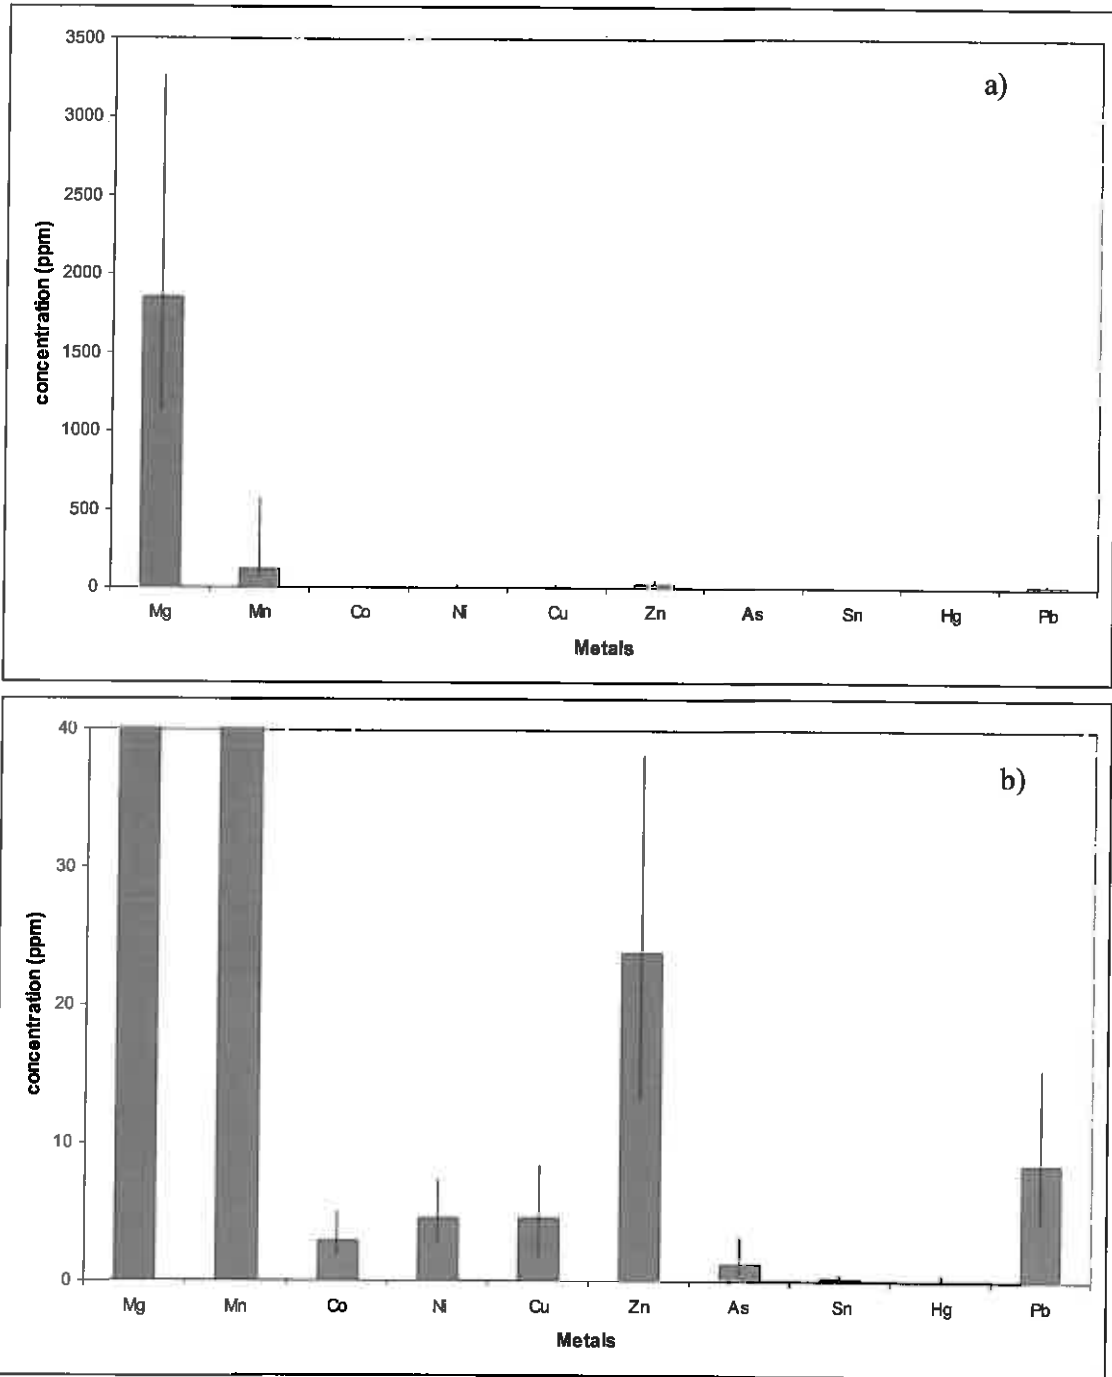 a)
3500
3000
2500
2000
1500
1000
500
0
concentration (ppm)
Mg Mn Co Ni Cu Zn As Sn Hg Pb
Metals
b)
40
30
20
10
0
concentration (ppm)
Mg Mn Co Ni Cu Zn As Sn Hg Pb
Metals